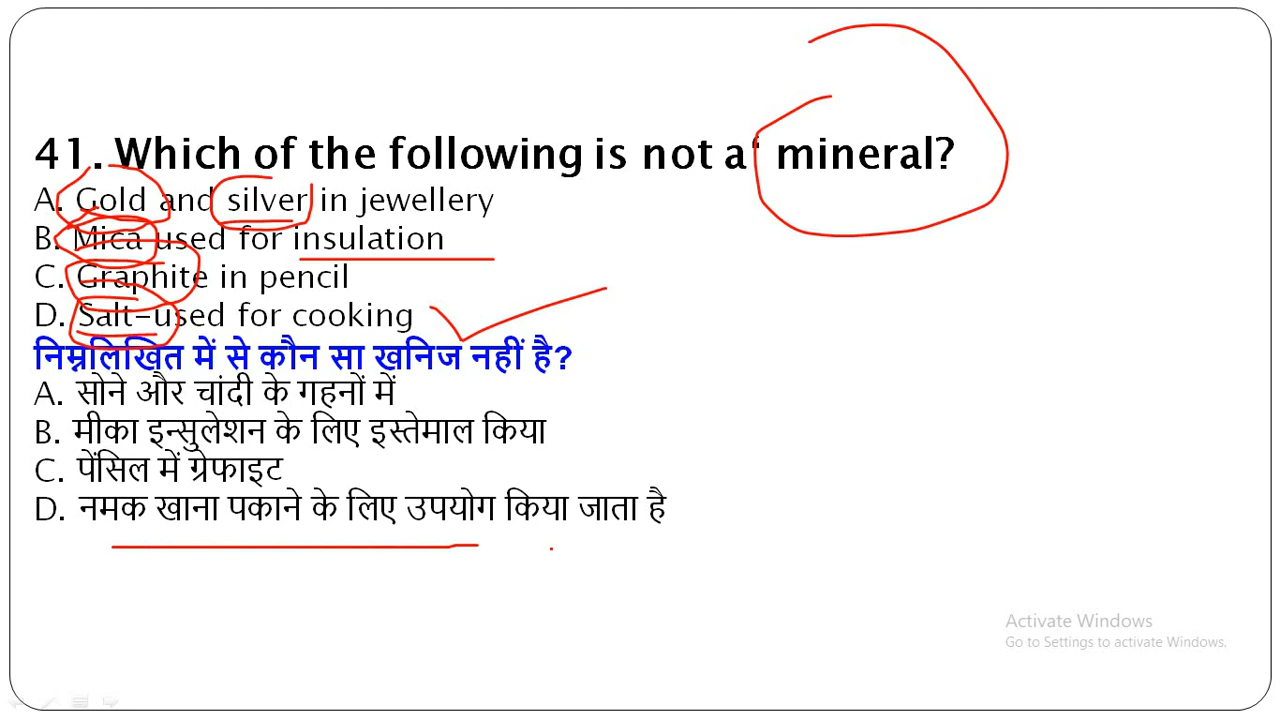 41. Which of the following is not a‘ mineral?
A. Gold and silver in jewellery
B. Mica used for insulation
C. Graphite in pencil
D. Salt-used for cooking
निम्नलिखित में से कौन सा खनिज नहीं है?
A. सोने और चांदी के गहनों में
B. मीका इन्सुलेशन के लिए इस्तेमाल किया
C. पेंसिल में ग्रेफाइट
D. नमक खाना पकाने के लिए उपयोग किया जाता है
Activate Windows
Go to Settings to activate Windows.